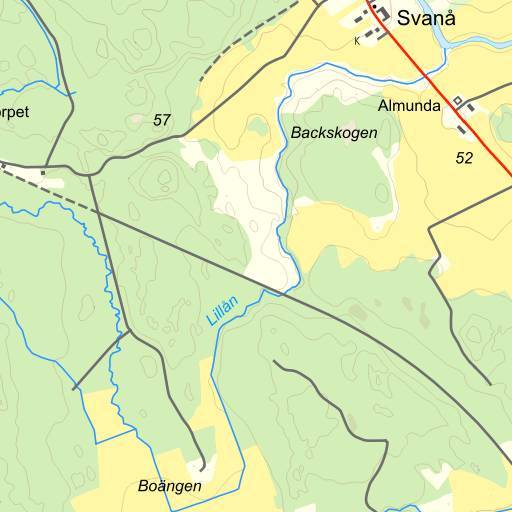 Svanå
K
Almunda
orpet
57
Backskogen
52
Lillån
Boängen